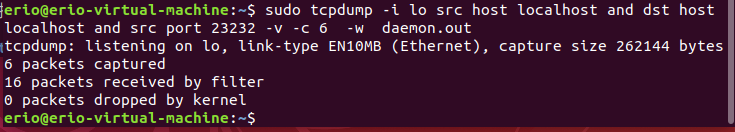 erio@erio-virtual-machine:~$ sudo tcpdump -i lo src host localhost and dst host
localhost and src port 23232 -v -c 6  -w  daemon.out
tcpdump: listening on lo, link-type EN10MB (Ethernet), capture size 262144 bytes
6 packets captured
16 packets received by filter
0 packets dropped by kernel
erio@erio-virtual-machine:~$